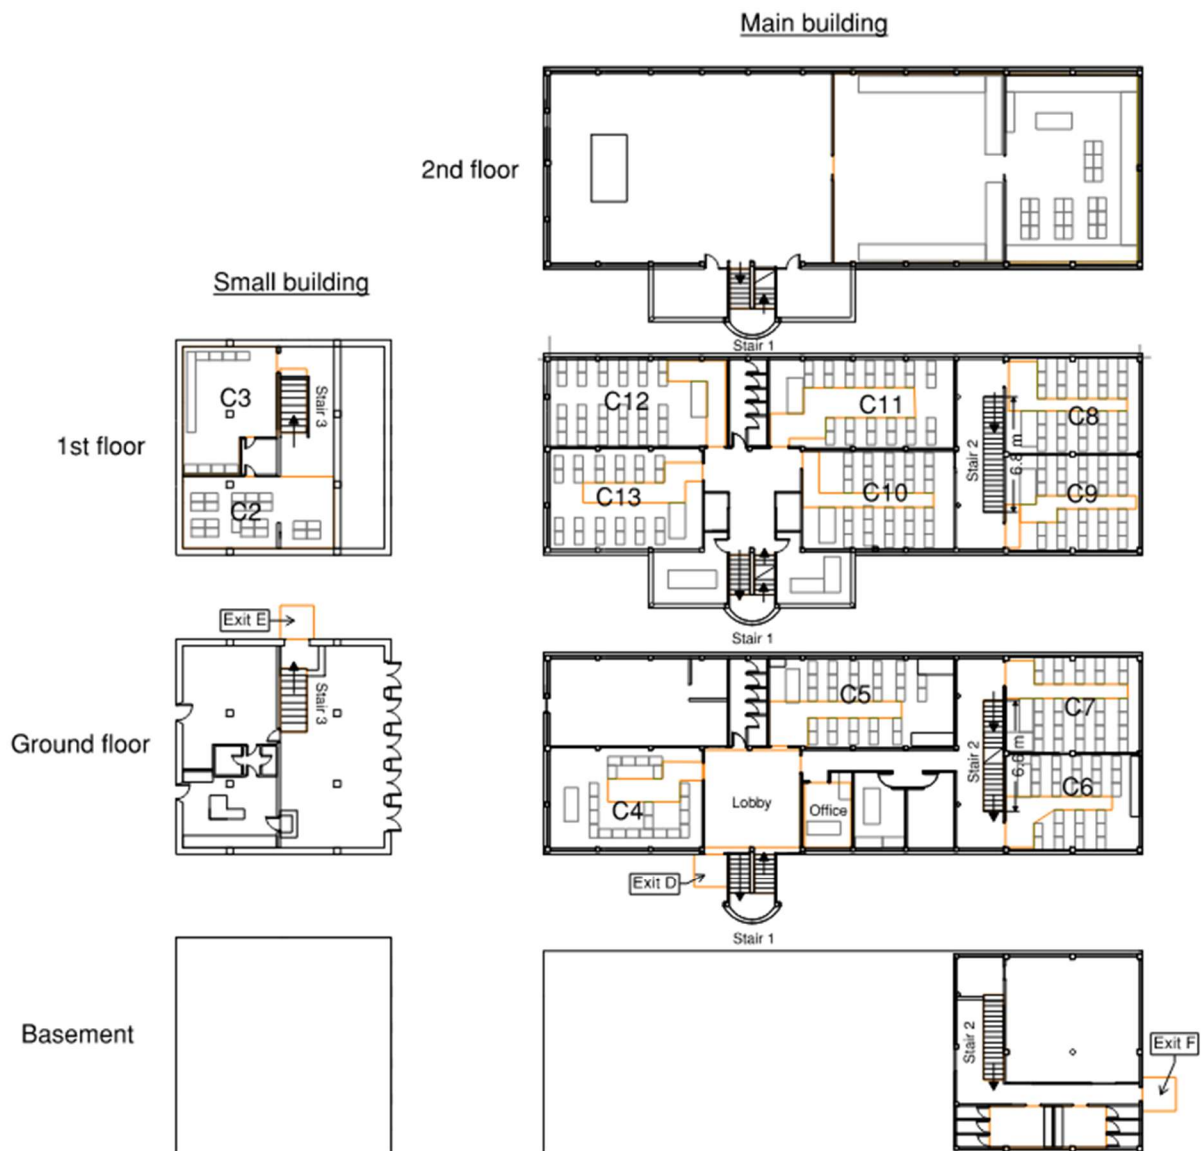 Main building
2nd floor
Small building
Stair 1
C3
Stair 3
1st floor
C2
C12
C11
C8
Stair 2
6.8 m
C13
C10
C9
Stair 1
Exit E
Stair 3
Ground floor
C5
C7
Stair 2
6.6 m
C6
C4
Lobby
Office
Exit D
Stair 1
Basement
Stair 2
Exit F